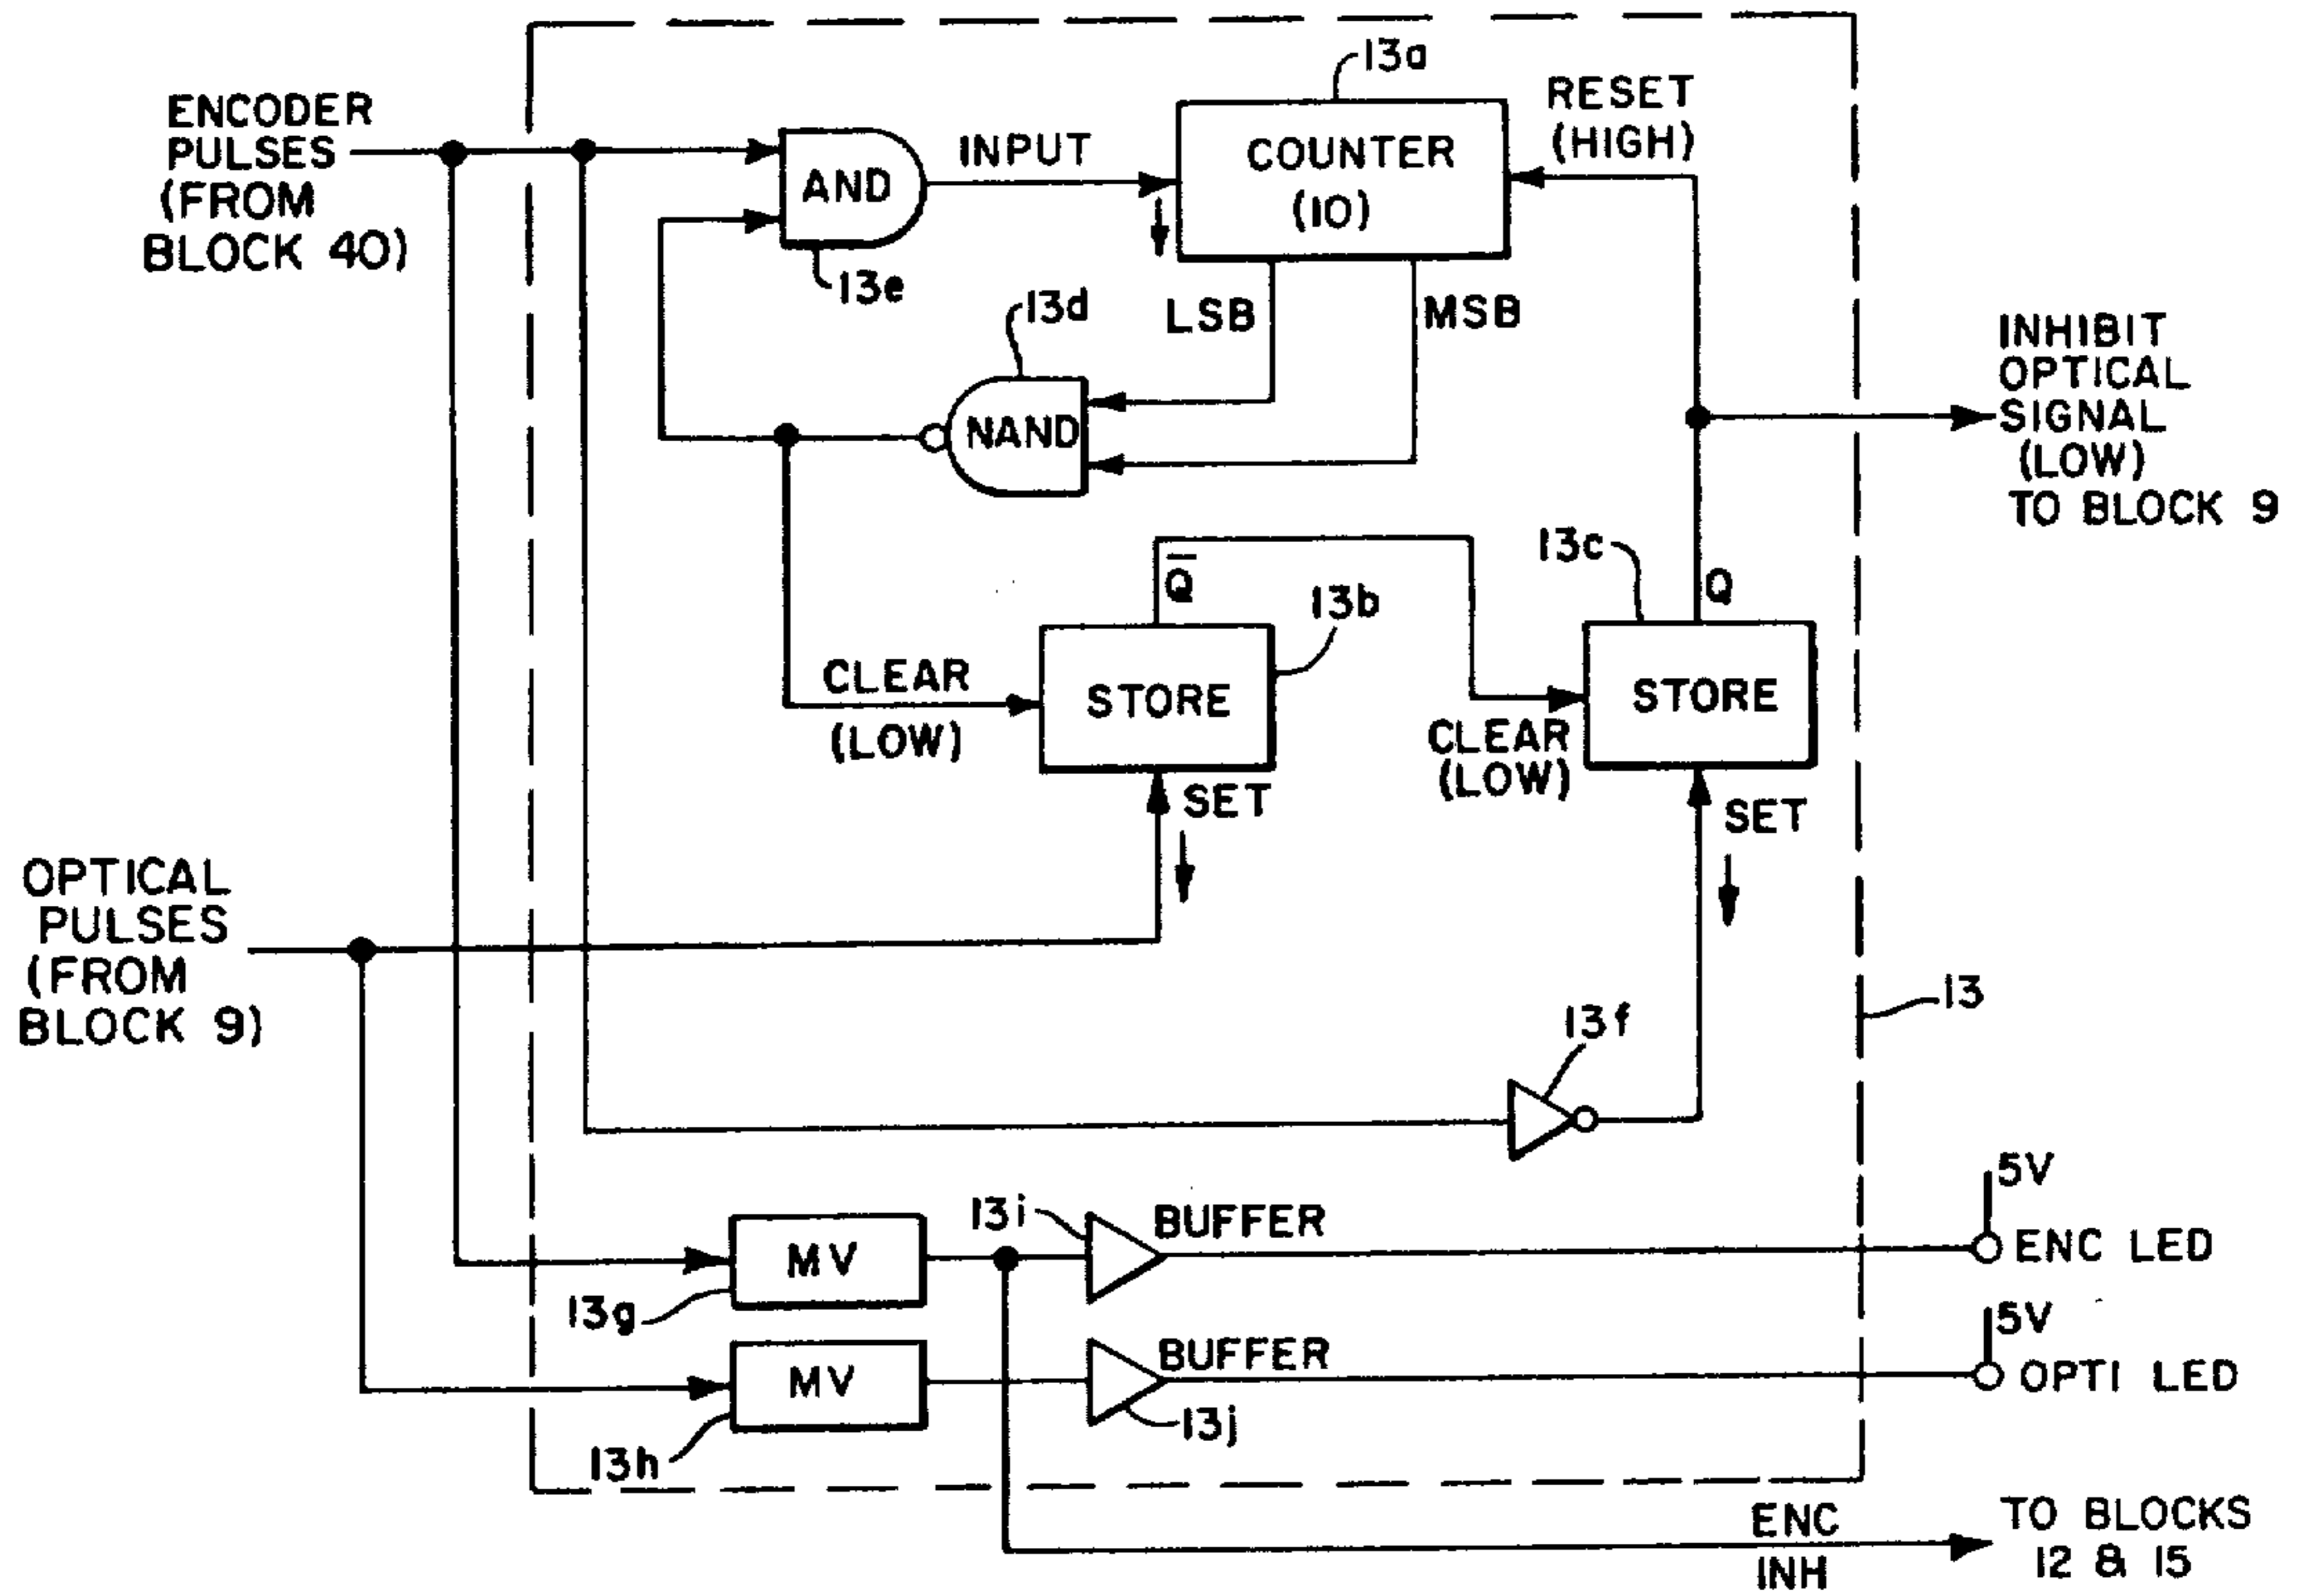 13a
RESET
(HIGH)
ENCODER
PULSES
(FROM
BLOCK 40)
AND
INPUT
COUNTER
(10)
13e
13d
LSB
MSB
NAND
INHIBIT
OPTICAL
SIGNAL
(LOW)
TO BLOCK 9
Q̅
13b
13c
Q
CLEAR
(LOW)
STORE
CLEAR
(LOW)
STORE
SET
SET
OPTICAL
PULSES
(FROM
BLOCK 9)
13
13f
13i
BUFFER
5V
ENC LED
MV
13g
BUFFER
5V
OPTI LED
MV
13j
13h
ENC
INH
TO BLOCKS
12 & 15